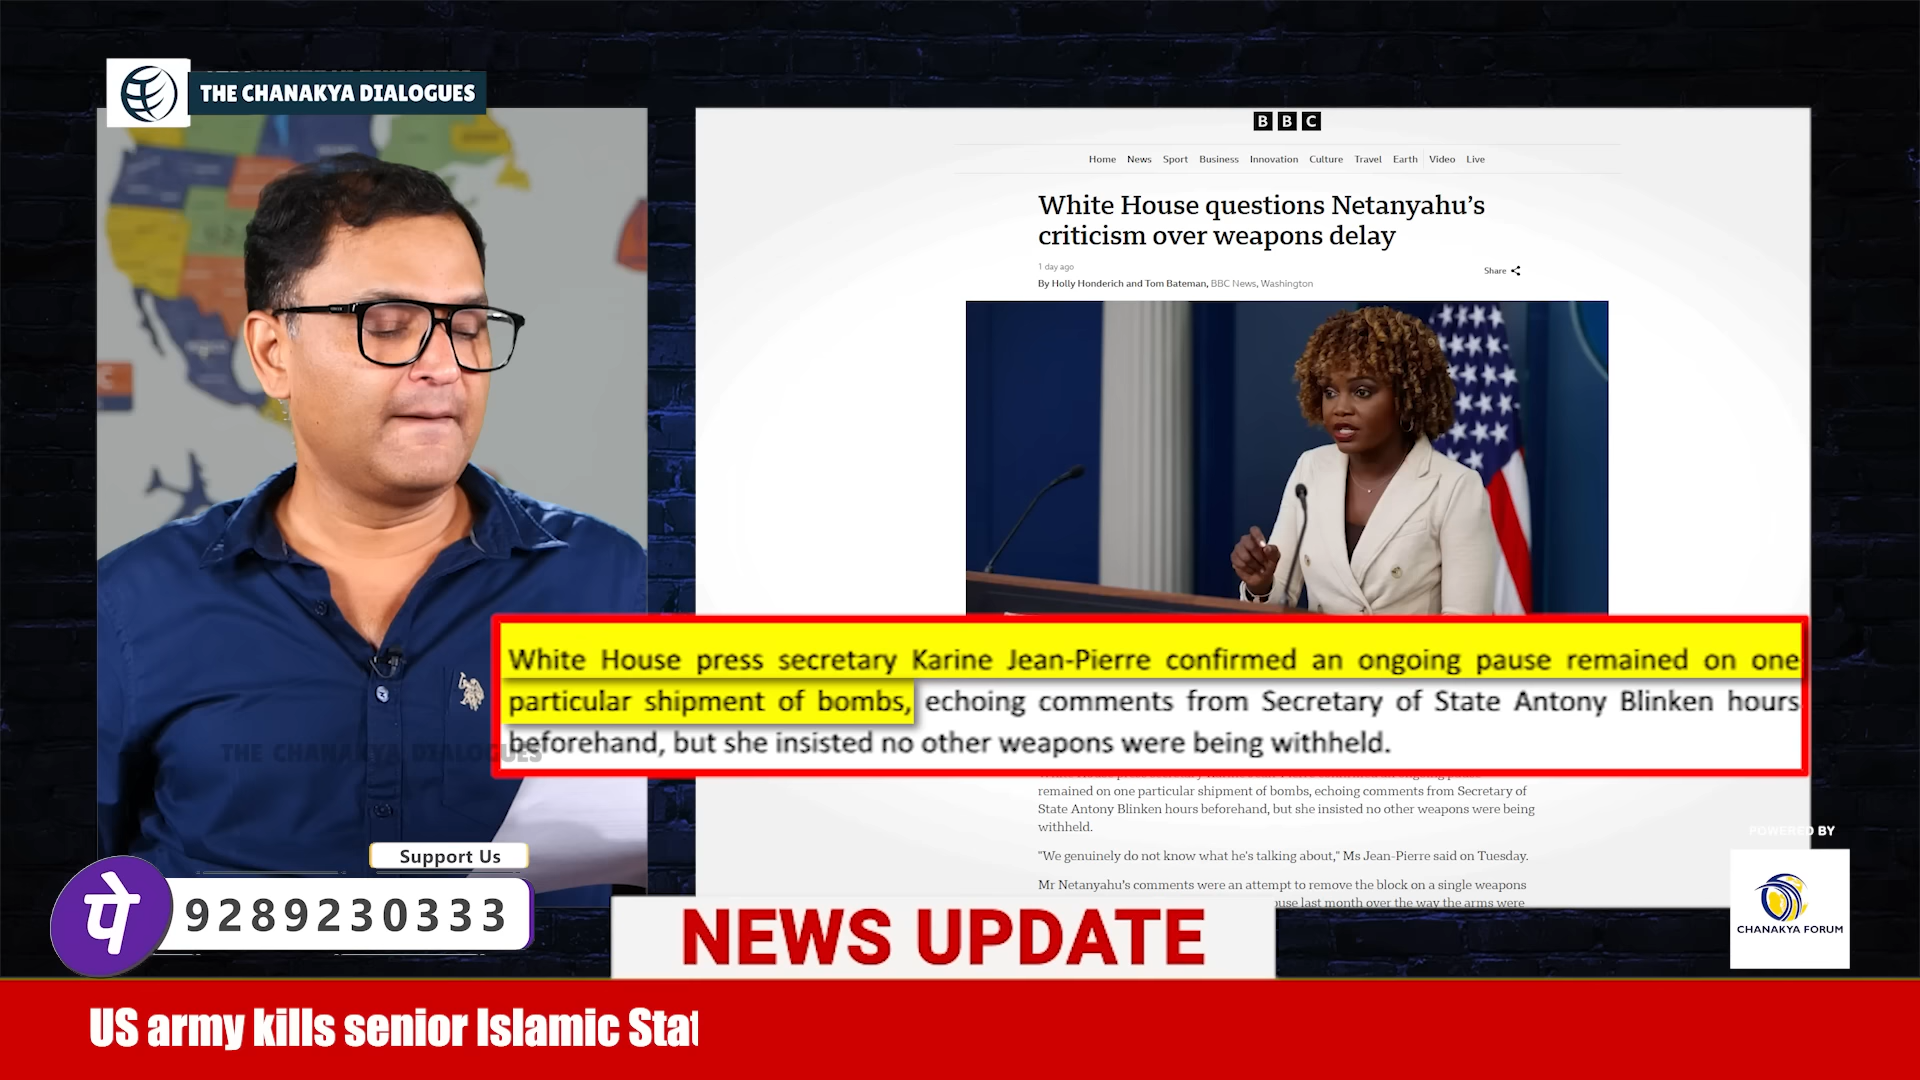 THE CHANAKYA DIALOGUES
BBC
Home News Sport Business Innovation Culture Travel Earth Video Live
White House questions Netanyahu's
criticism over weapons delay
1 day ago
Share
By Holly Honderich and Tom Bateman, BBC News, Washington
White House press secretary Karine Jean-Pierre confirmed an ongoing pause remained on one
particular shipment of bombs, echoing comments from Secretary of State Antony Blinken hours
beforehand, but she insisted no other weapons were being withheld.
THE CHANAKYA DIALOGUES
remained on one particular shipment of bombs, echoing comments from Secretary of
State Antony Blinken hours beforehand, but she insisted no other weapons were being
withheld.
"We genuinely do not know what he's talking about," Ms Jean-Pierre said on Tuesday.
Mr Netanyahu's comments were an attempt to remove the block on a single weapons
last month over the way the arms were
POWERED BY
CHANAKYA FORUM
Support Us
पे
9289230333
NEWS UPDATE
US army kills senior Islamic Stat